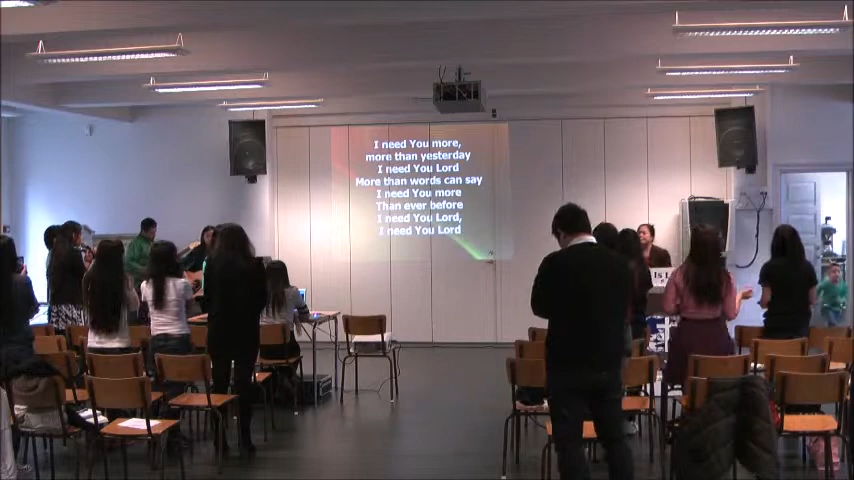 I need You more,
more than yesterday
I need You Lord
More than words can say
I need You more
Than ever before
I need You Lord,
I need You Lord.